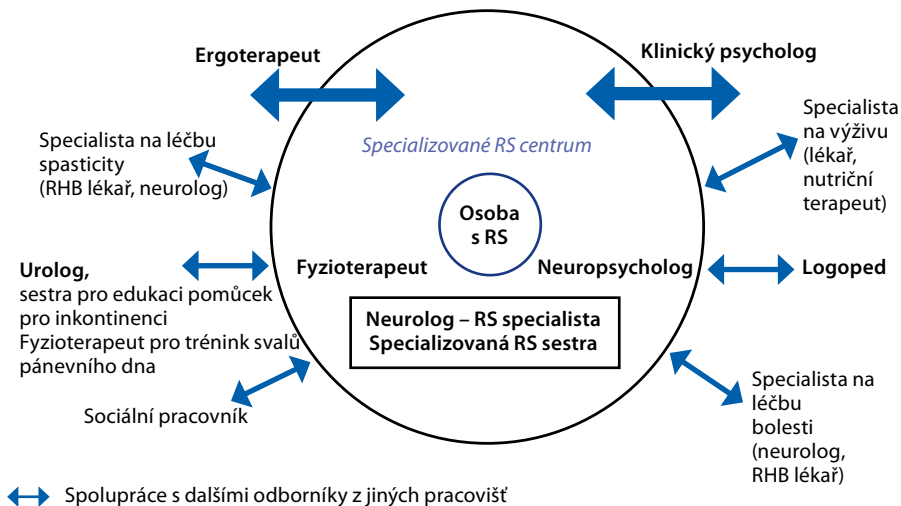 Ergoterapeut
Klinický psycholog
Specialista na léčbu
spasticity
(RHB lékař, neurolog)
Specializované RS centrum
Specialista
na výživu
(lékař,
nutriční
terapeut)
Osoba
s RS
Urolog,
sestra pro edukaci pomůcek
pro inkontinenci
Fyzioterapeut pro trénink svalů
pánevního dna
Fyzioterapeut
Neuropsycholog
Logoped
Neurolog – RS specialista
Specializovaná RS sestra
Sociální pracovník
Specialista na
léčbu
bolesti
(neurolog,
RHB lékař)
Spolupráce s dalšími odborníky z jiných pracovišť